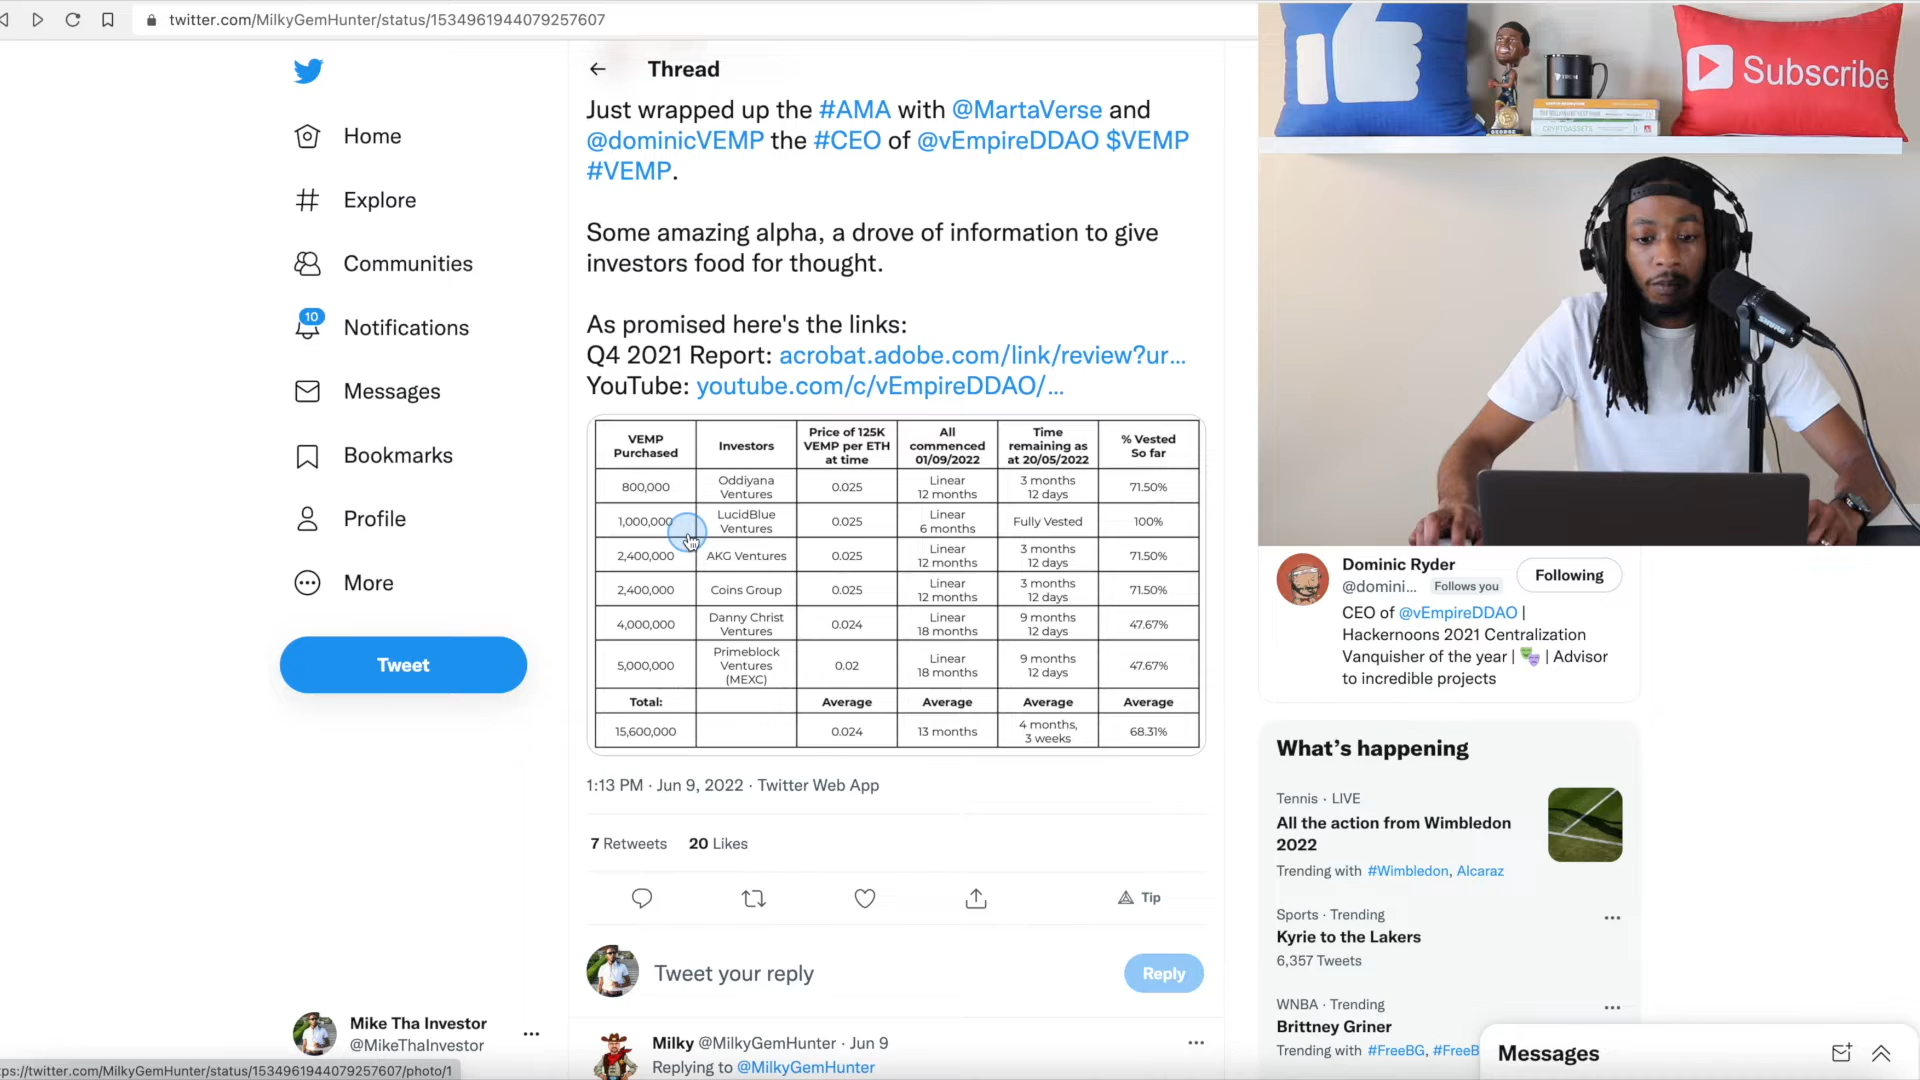 twitter.com/MilkyGemHunter/status/1534961944079257607
Subscribe
Home
Explore
Communities
10
Notifications
Messages
Bookmarks
Profile
More
Tweet
Mike Tha Investor
@MikeThaInvestor
Thread
Just wrapped up the #AMA with @MartaVerse and
@dominicVEMP the #CEO of @vEmpireDDAO $VEMP
#VEMP.
Some amazing alpha, a drove of information to give
investors food for thought.
As promised here's the links:
Q4 2021 Report: acrobat.adobe.com/link/review?ur...
YouTube: youtube.com/c/vEmpireDDAO/...
VEMP Purchased Investors Price of 125K VEMP per ETH at time All commenced 01/09/2022 Time remaining as at 20/05/2022 % Vested So far
800,000 Oddiyana Ventures 0.025 Linear 12 months 3 months 12 days 71.50%
1,000,000 LucidBlue Ventures 0.025 Linear 6 months Fully Vested 100%
2,400,000 AKG Ventures 0.025 Linear 12 months 3 months 12 days 71.50%
2,400,000 Coins Group 0.025 Linear 12 months 3 months 12 days 71.50%
4,000,000 Danny Christ Ventures 0.024 Linear 18 months 9 months 12 days 47.67%
5,000,000 Primeblock Ventures (MEXC) 0.02 Linear 18 months 9 months 12 days 47.67%
Total: Average Average Average Average
15,600,000 0.024 13 months 4 months, 3 weeks 68.31%
1:13 PM · Jun 9, 2022 · Twitter Web App
7 Retweets 20 Likes
Tip
Tweet your reply
Reply
Milky @MilkyGemHunter · Jun 9
Replying to @MilkyGemHunter
Dominic Ryder
@domini... Follows you
Following
CEO of @vEmpireDDAO |
Hackernoons 2021 Centralization
Vanquisher of the year | | Advisor
to incredible projects
What's happening
Tennis · LIVE
All the action from Wimbledon
2022
Trending with #Wimbledon, Alcaraz
Sports · Trending
Kyrie to the Lakers
6,357 Tweets
WNBA · Trending
Brittney Griner
Trending with #FreeBG, #FreeB
Messages
ps://twitter.com/MilkyGemHunter/status/1534961944079257607/photo/1